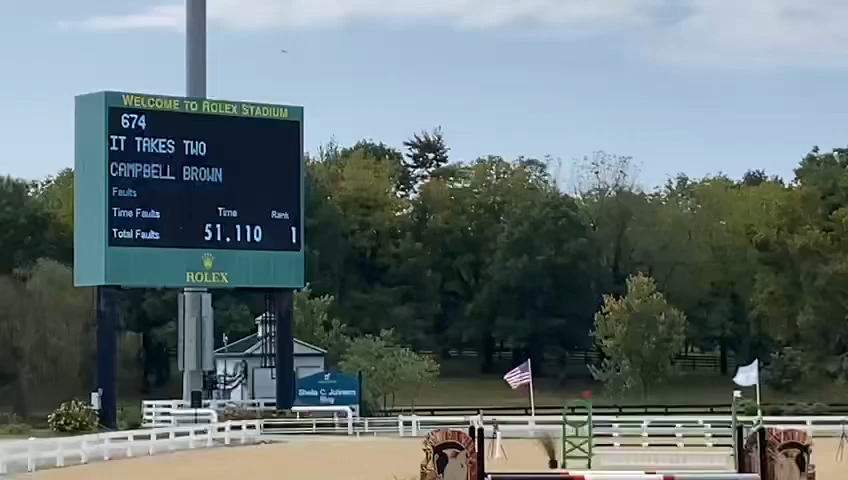 WELCOME TO ROLEX STADIUM
674
IT TAKES TWO
CAMPBELL BROWN
Faults
Time Faults Time Rank
Total Faults 51.110 1
ROLEX
Sheila C. Johnson
Ring